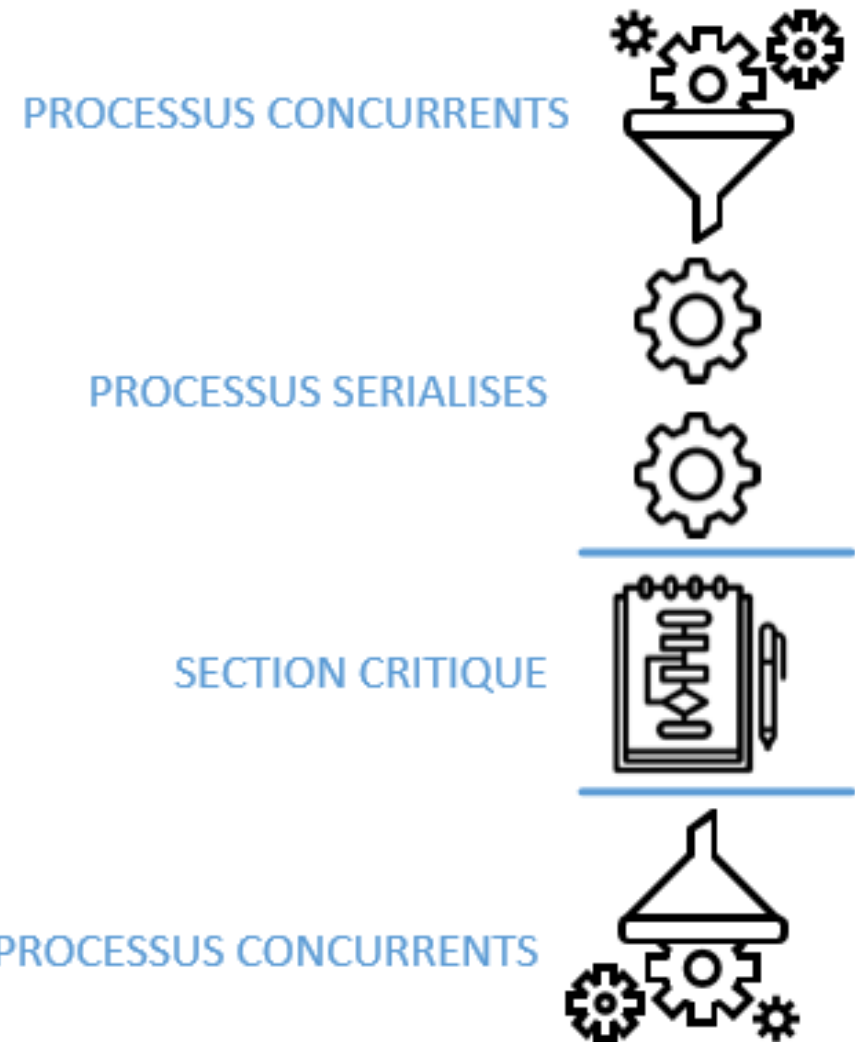 PROCESSUS CONCURRENTS
PROCESSUS SERIALISES
SECTION CRITIQUE
PROCESSUS CONCURRENTS